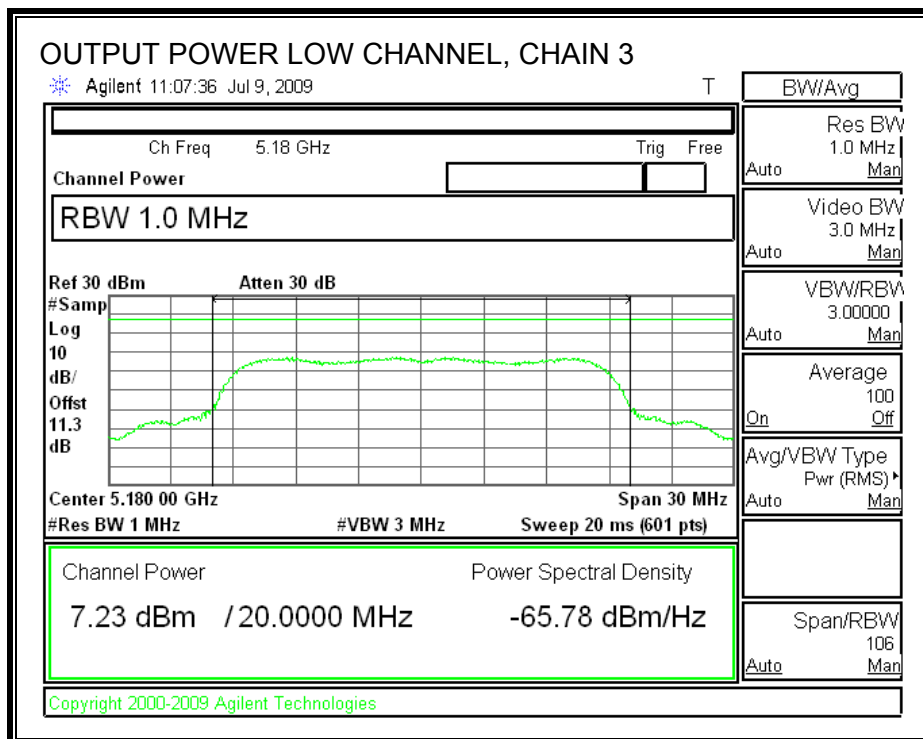 OUTPUT POWER LOW CHANNEL, CHAIN 3
Agilent 11:07:36 Jul 9, 2009 T
Ch Freq 5.18 GHz Trig Free
Channel Power
RBW 1.0 MHz
Ref 30 dBm Atten 30 dB
#Samp
Log
10
dB/
Offst
11.3
dB
Center 5.180 00 GHz Span 30 MHz
#Res BW 1 MHz #VBW 3 MHz Sweep 20 ms (601 pts)
Channel Power Power Spectral Density
7.23 dBm / 20.0000 MHz -65.78 dBm/Hz
Copyright 2000-2009 Agilent Technologies
BW/Avg
Res BW
1.0 MHz
Auto Man
Video BW
3.0 MHz
Auto Man
VBW/RBW
3.00000
Auto Man
Average
100
On Off
Avg/VBW Type
Pwr (RMS)
Auto Man
Span/RBW
106
Auto Man